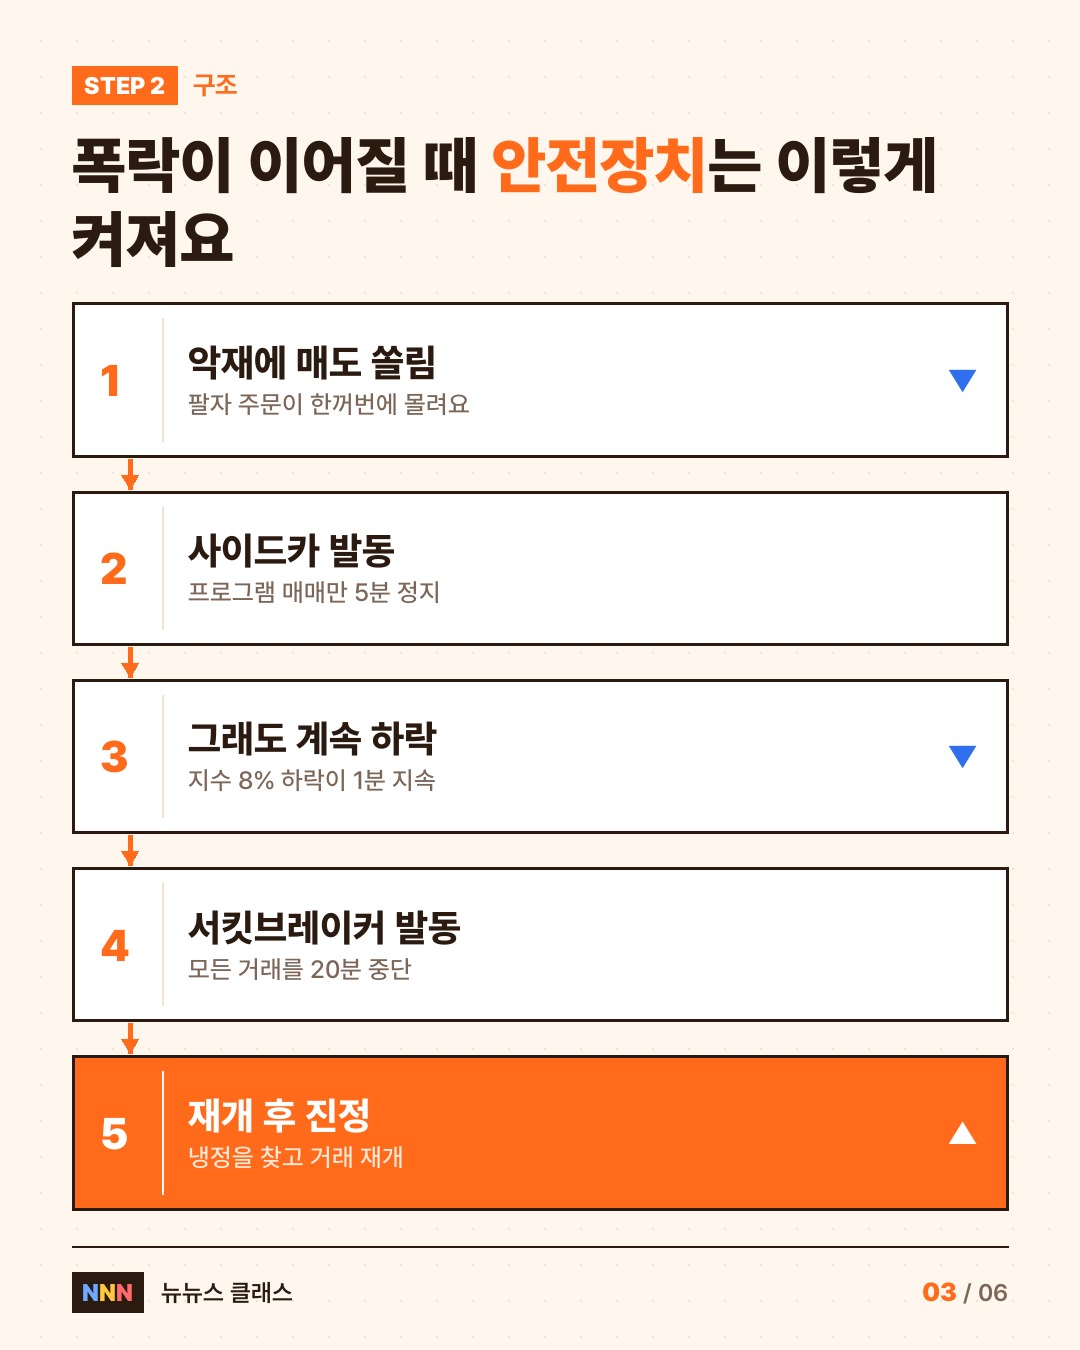 STEP 2 구조
폭락이 이어질 때 안전장치는 이렇게
켜져요
1
악재에 매도 쏠림
팔자 주문이 한꺼번에 몰려요
2
사이드카 발동
프로그램 매매만 5분 정지
3
그래도 계속 하락
지수 8% 하락이 1분 지속
4
서킷브레이커 발동
모든 거래를 20분 중단
5
재개 후 진정
냉정을 찾고 거래 재개
NNN 뉴뉴스 클래스
03 / 06